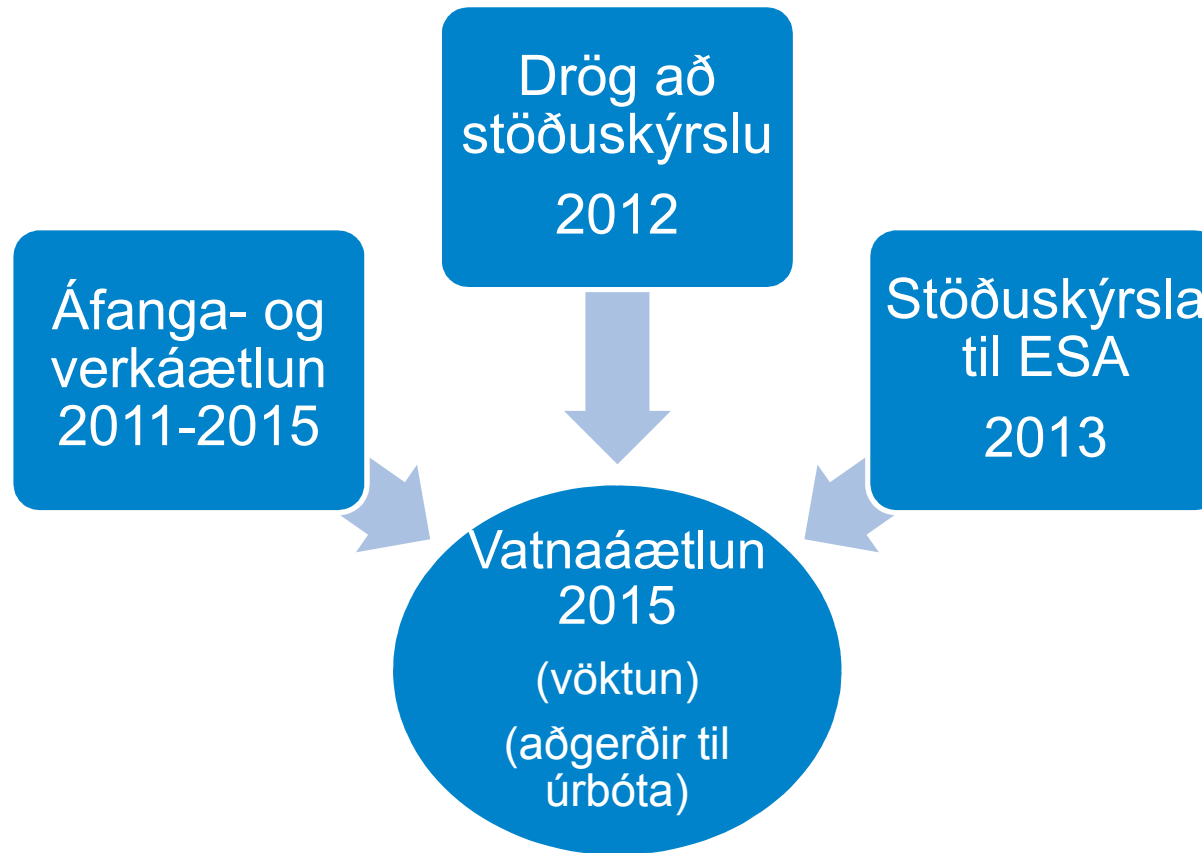 Drög að
stöðuskýrslu
2012
Áfanga- og
verkáætlun
2011-2015
Stöðuskýrsla
til ESA
2013
Vatnaáætlun
2015
(vöktun)
(aðgerðir til
úrbóta)